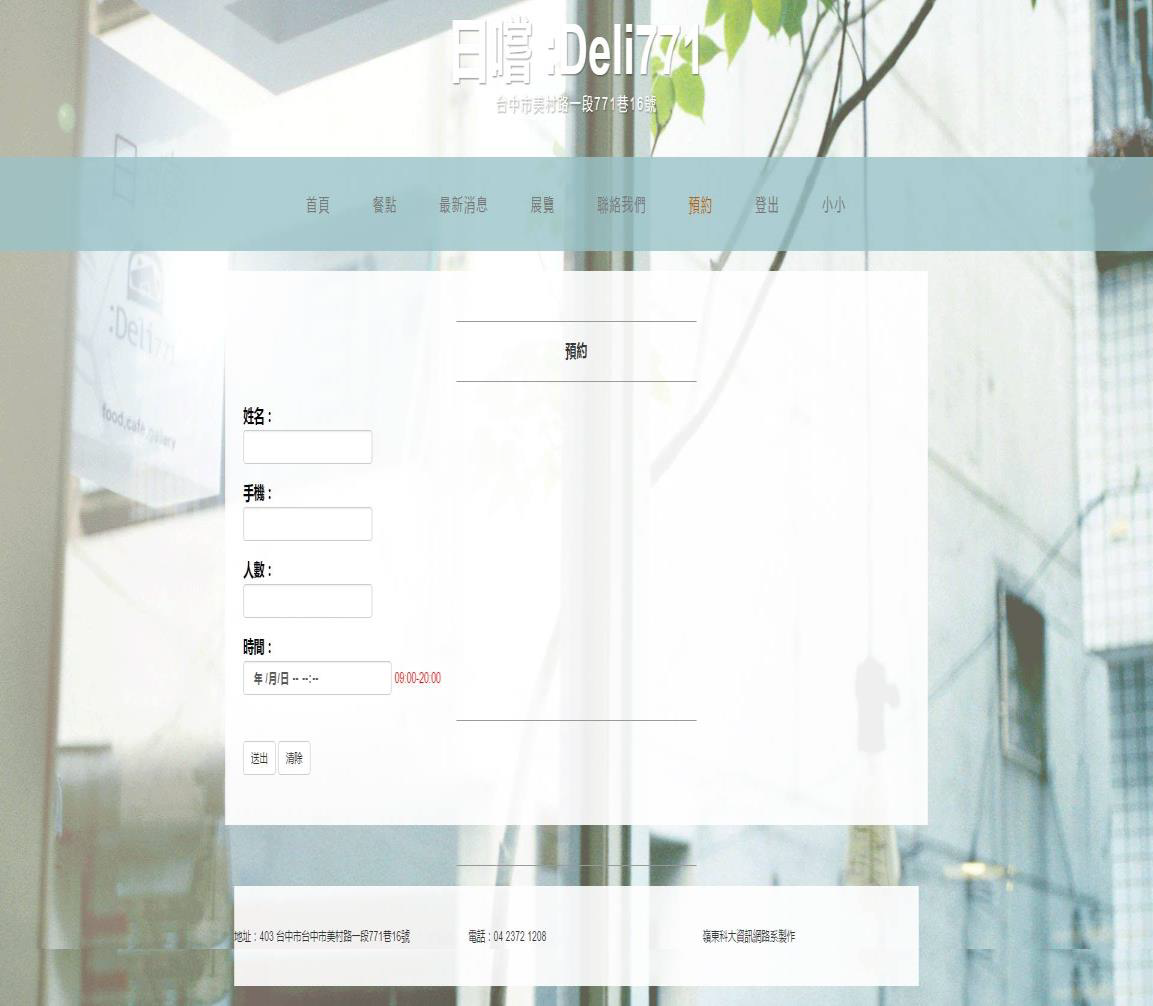 日嚐 :Deli771
台中市美村路一段771巷16號
首頁 餐點 最新消息 展覽 聯絡我們 預約 登出 小小
:Deli771
food,cafe,galery
預約
姓名：
手機：
人數：
時間：
年 /月/日 -- --:-- 09:00-20:00
送出 清除
地址：403 台中市台中市美村路一段771巷16號 電話：04 2372 1208 嶺東科大資訊網路系製作